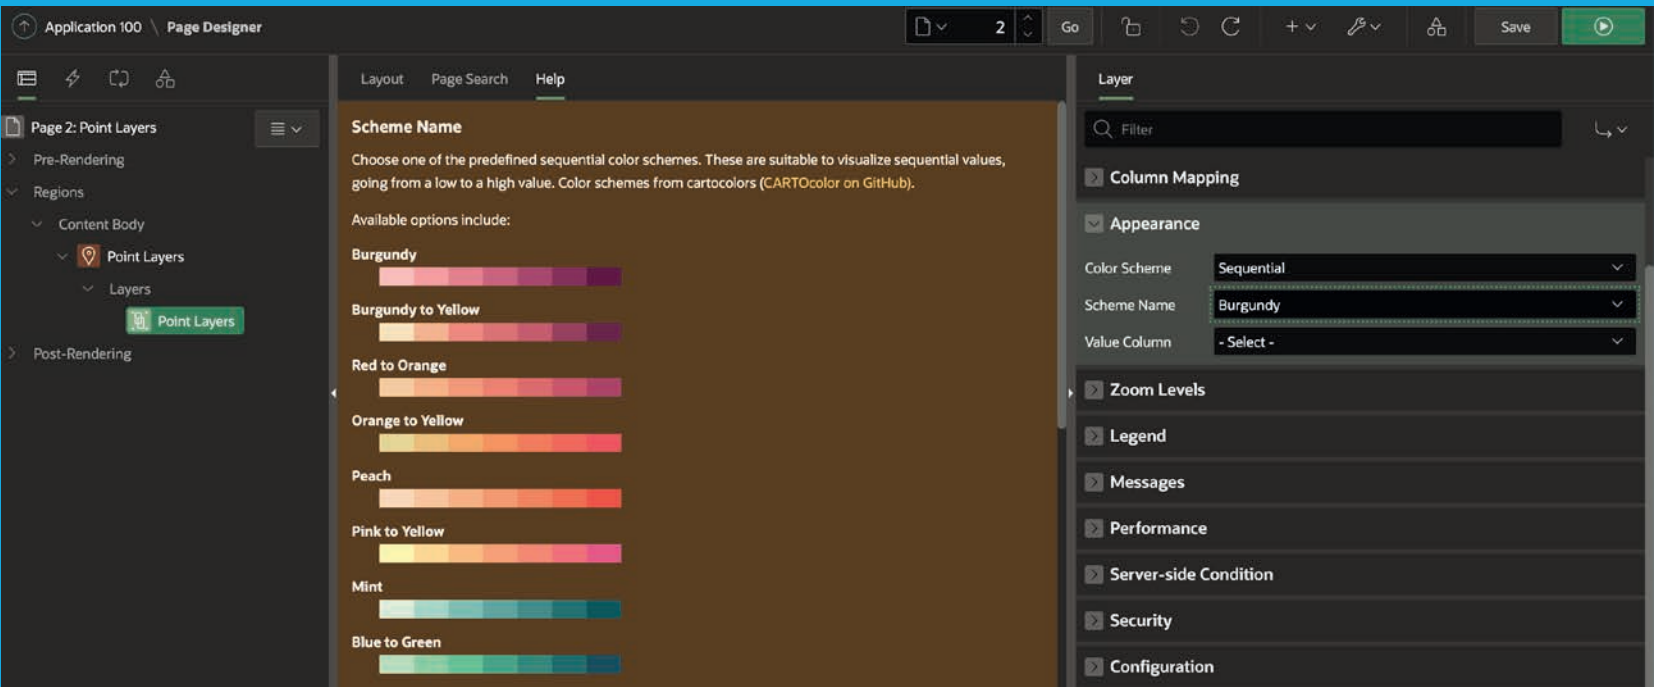 Application 100 \ Page Designer
2
Go
Save
Page 2: Point Layers
Pre-Rendering
Regions
Content Body
Point Layers
Layers
Point Layers
Post-Rendering
Layout Page Search Help
Scheme Name
Choose one of the predefined sequential color schemes. These are suitable to visualize sequential values,
going from a low to a high value. Color schemes from cartocolors (CARTOcolor on GitHub).
Available options include:
Burgundy
Burgundy to Yellow
Red to Orange
Orange to Yellow
Peach
Pink to Yellow
Mint
Blue to Green
Layer
Filter
Column Mapping
Appearance
Color Scheme Sequential
Scheme Name Burgundy
Value Column - Select -
Zoom Levels
Legend
Messages
Performance
Server-side Condition
Security
Configuration